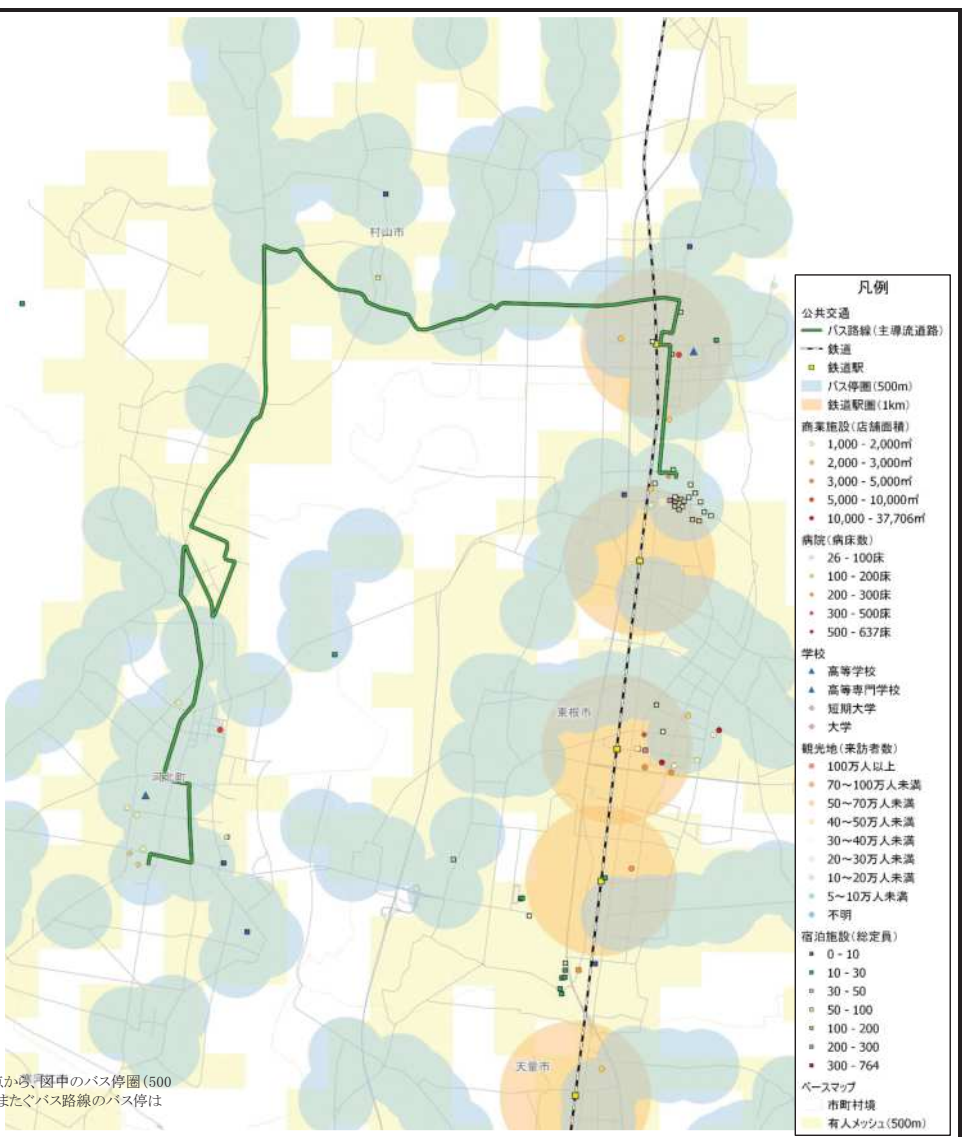 村山市
東根市
河北町
天童市
点から、図中のバス停圏(500
またぐバス路線のバス停は
凡例
公共交通
バス路線(主導流道路)
鉄道
鉄道駅
バス停圏(500m)
鉄道駅圏(1km)
商業施設(店舗面積)
1,000 - 2,000㎡
2,000 - 3,000㎡
3,000 - 5,000㎡
5,000 - 10,000㎡
10,000 - 37,706㎡
病院(病床数)
26 - 100床
100 - 200床
200 - 300床
300 - 500床
500 - 637床
学校
高等学校
高等専門学校
短期大学
大学
観光地(来訪者数)
100万人以上
70～100万人未満
50～70万人未満
40～50万人未満
30～40万人未満
20～30万人未満
10～20万人未満
5～10万人未満
不明
宿泊施設(総定員)
0 - 10
10 - 30
30 - 50
50 - 100
100 - 200
200 - 300
300 - 764
ベースマップ
市町村境
有人メッシュ(500m)